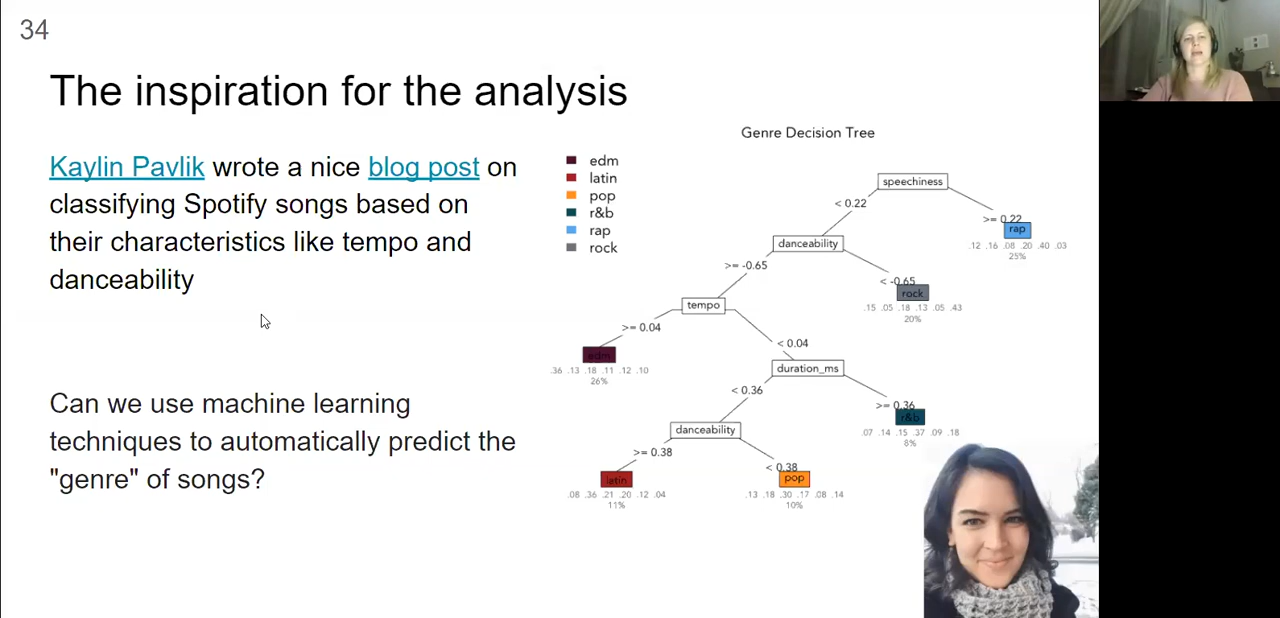 34
The inspiration for the analysis
Kaylin Pavlik wrote a nice blog post on
classifying Spotify songs based on
their characteristics like tempo and
danceability
Can we use machine learning
techniques to automatically predict the
"genre" of songs?
Genre Decision Tree
edm
latin
pop
r&b
rap
rock
speechiness
< 0.22
>= 0.22
rap
.12 .16 .08 .20 .40 .03
25%
danceability
>= -0.65
< -0.65
rock
.15 .05 .18 .13 .05 .43
20%
tempo
>= 0.04
< 0.04
edm
.36 .13 .18 .11 .12 .10
26%
duration_ms
< 0.36
>= 0.36
r&b
.07 .14 .15 .37 .09 .18
8%
danceability
>= 0.38
< 0.38
latin
.08 .36 .21 .20 .12 .04
11%
pop
.13 .18 .30 .17 .08 .14
10%